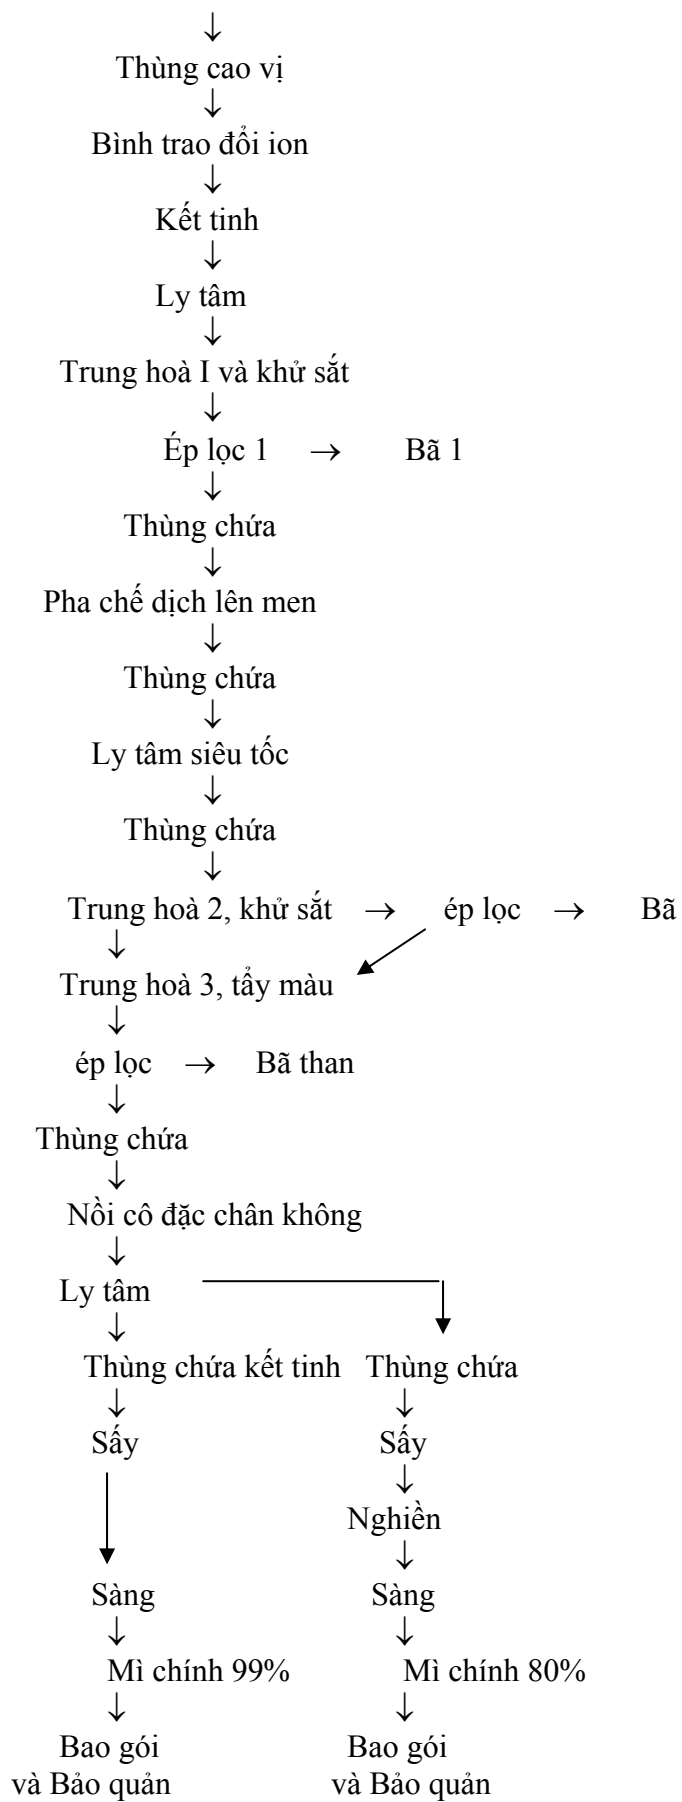 ↓
Thùng cao vị
↓
Bình trao đổi ion
↓
Kết tinh
↓
Ly tâm
↓
Trung hoà I và khử sắt
↓
Ép lọc 1 → Bã 1
↓
Thùng chứa
↓
Pha chế dịch lên men
↓
Thùng chứa
↓
Ly tâm siêu tốc
↓
Thùng chứa
↓
Trung hoà 2, khử sắt → ép lọc → Bã
↓
Trung hoà 3, tẩy màu
↓
ép lọc → Bã than
↓
Thùng chứa
↓
Nồi cô đặc chân không
↓
Ly tâm
↓
Thùng chứa kết tinh Thùng chứa
↓ ↓
Sấy Sấy
↓
Nghiền
↓
Sàng Sàng
↓ ↓
Mì chính 99% Mì chính 80%
↓ ↓
Bao gói Bao gói
và Bảo quản và Bảo quản